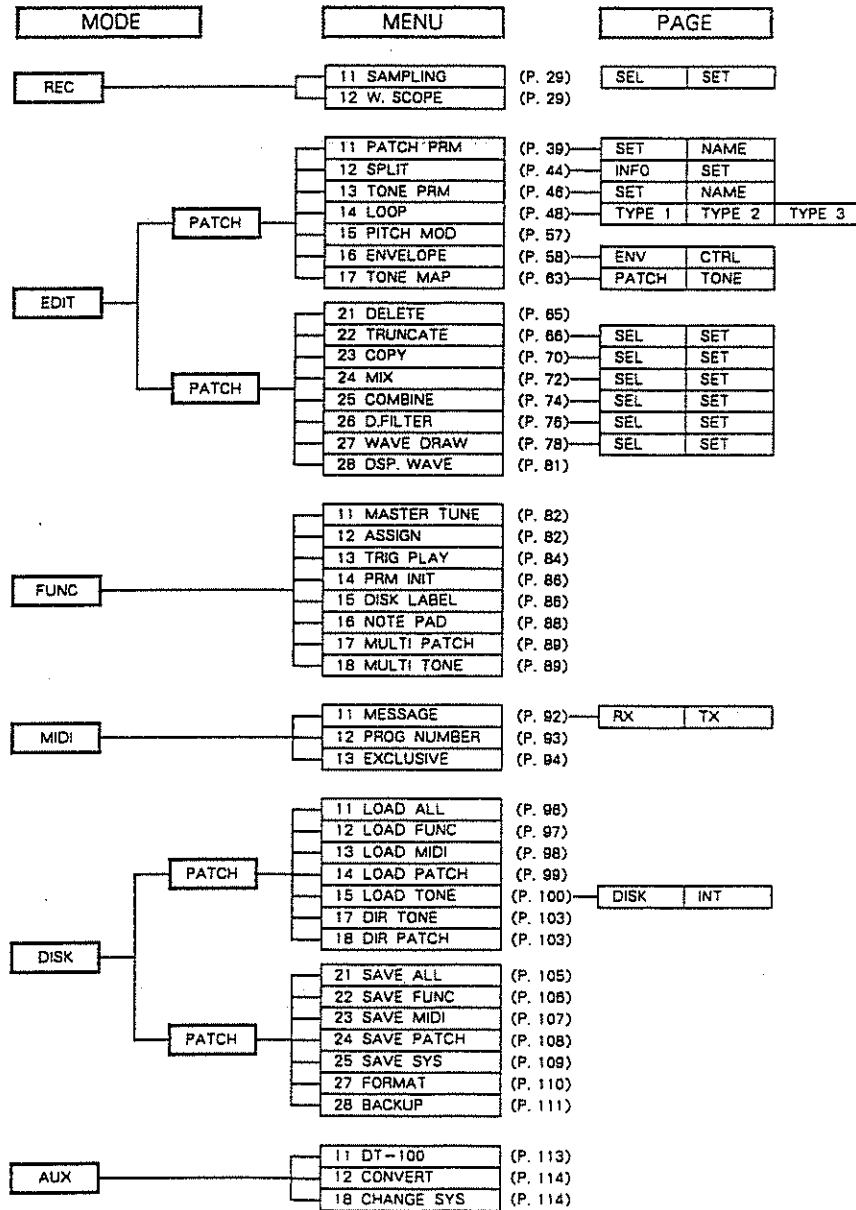 MODE MENU PAGE
REC
11 SAMPLING (P. 29) SEL SET
12 W. SCOPE (P. 29)
EDIT
PATCH
11 PATCH PRM (P. 39) SET NAME
12 SPLIT (P. 44) INFO SET
13 TONE PRM (P. 46) SET NAME
14 LOOP (P. 48) TYPE 1 TYPE 2 TYPE 3
15 PITCH MOD (P. 57)
16 ENVELOPE (P. 58) ENV CTRL
17 TONE MAP (P. 63) PATCH TONE
PATCH
21 DELETE (P. 65)
22 TRUNCATE (P. 66) SEL SET
23 COPY (P. 70) SEL SET
24 MIX (P. 72) SEL SET
25 COMBINE (P. 74) SEL SET
26 D.FILTER (P. 76) SEL SET
27 WAVE DRAW (P. 78) SEL SET
28 DSP. WAVE (P. 81)
FUNC
11 MASTER TUNE (P. 82)
12 ASSIGN (P. 82)
13 TRIG PLAY (P. 84)
14 PRM INIT (P. 86)
15 DISK LABEL (P. 86)
16 NOTE PAD (P. 88)
17 MULTI PATCH (P. 89)
18 MULTI TONE (P. 89)
MIDI
11 MESSAGE (P. 92) RX TX
12 PROG NUMBER (P. 93)
13 EXCLUSIVE (P. 94)
DISK
PATCH
11 LOAD ALL (P. 96)
12 LOAD FUNC (P. 97)
13 LOAD MIDI (P. 98)
14 LOAD PATCH (P. 99)
15 LOAD TONE (P. 100) DISK INT
17 DIR TONE (P. 103)
18 DIR PATCH (P. 103)
PATCH
21 SAVE ALL (P. 105)
22 SAVE FUNC (P. 106)
23 SAVE MIDI (P. 107)
24 SAVE PATCH (P. 108)
25 SAVE SYS (P. 109)
27 FORMAT (P. 110)
28 BACKUP (P. 111)
AUX
11 DT-100 (P. 113)
12 CONVERT (P. 114)
18 CHANGE SYS (P. 114)